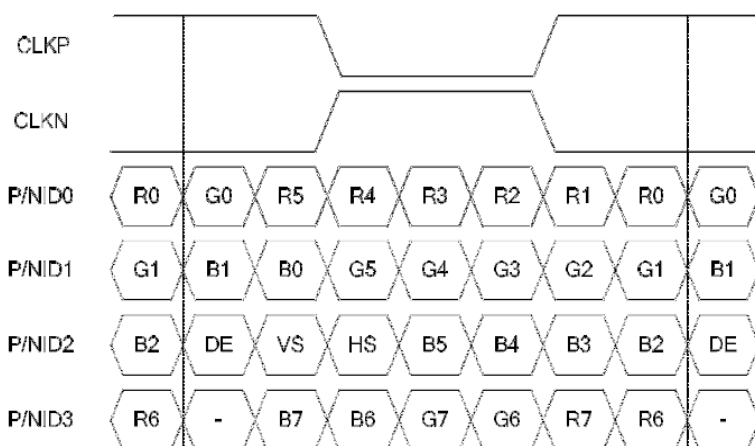 CLKP
CLKN
P/NID0 R0 G0 R5 R4 R3 R2 R1 R0 G0
P/NID1 G1 B1 B0 G5 G4 G3 G2 G1 B1
P/NID2 B2 DE VS HS B5 B4 B3 B2 DE
P/NID3 R6 - B7 B6 G7 G6 R7 R6 -